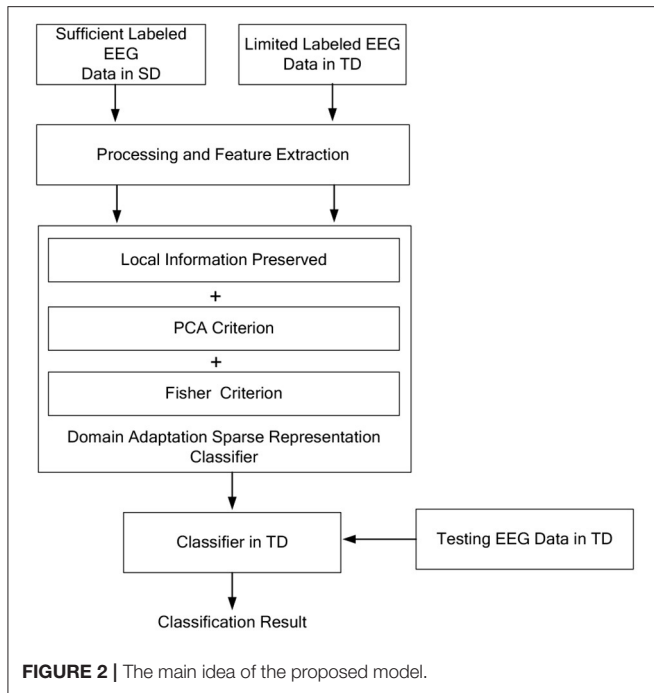 Sufficient Labeled
EEG
Data in SD
Limited Labeled EEG
Data in TD
Processing and Feature Extraction
Local Information Preserved
+
PCA Criterion
+
Fisher Criterion
Domain Adaptation Sparse Representation
Classifier
Classifier in TD
Testing EEG Data in TD
Classification Result
FIGURE 2 | The main idea of the proposed model.